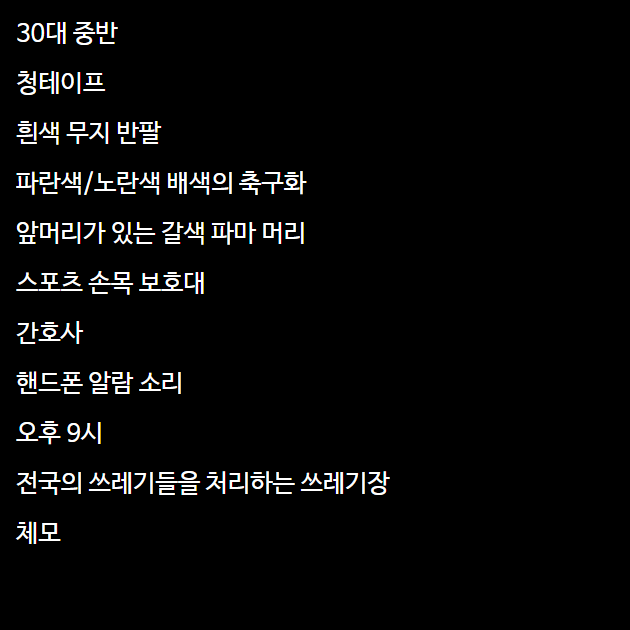 30대 중반
청테이프
흰색 무지 반팔
파란색/노란색 배색의 축구화
앞머리가 있는 갈색 파마 머리
스포츠 손목 보호대
간호사
핸드폰 알람 소리
오후 9시
전국의 쓰레기들을 처리하는 쓰레기장
체모